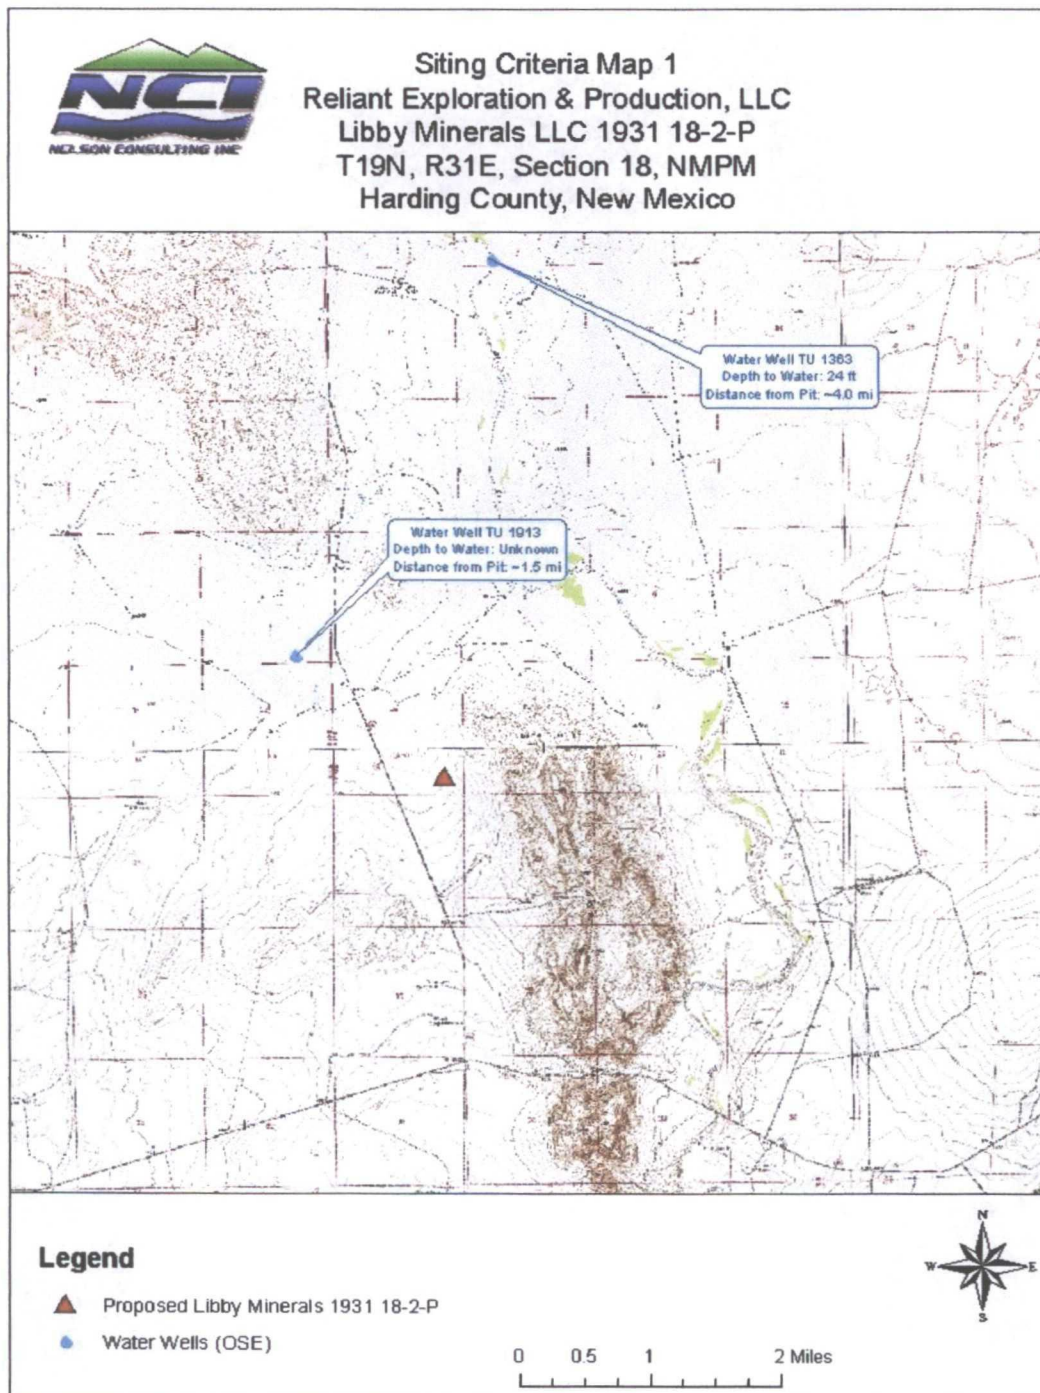 NCI
NELSON CONSULTING INC
Siting Criteria Map 1
Reliant Exploration & Production, LLC
Libby Minerals LLC 1931 18-2-P
T19N, R31E, Section 18, NMPM
Harding County, New Mexico
Water Well TU 1363
Depth to Water: 24 ft
Distance from Pit: ~4.0 mi
Water Well TU 1913
Depth to Water: Unknown
Distance from Pit: ~1.5 mi
Legend
Proposed Libby Minerals 1931 18-2-P
Water Wells (OSE)
N
W E
S
0 0.5 1 2 Miles